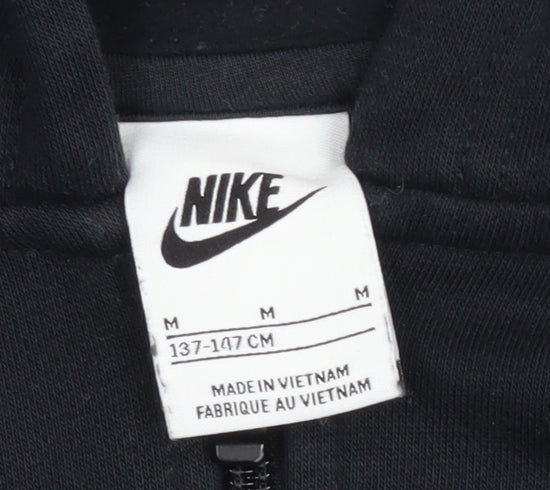 NIKE
M M M
137-147 CM
MADE IN VIETNAM
FABRIQUE AU VIETNAM